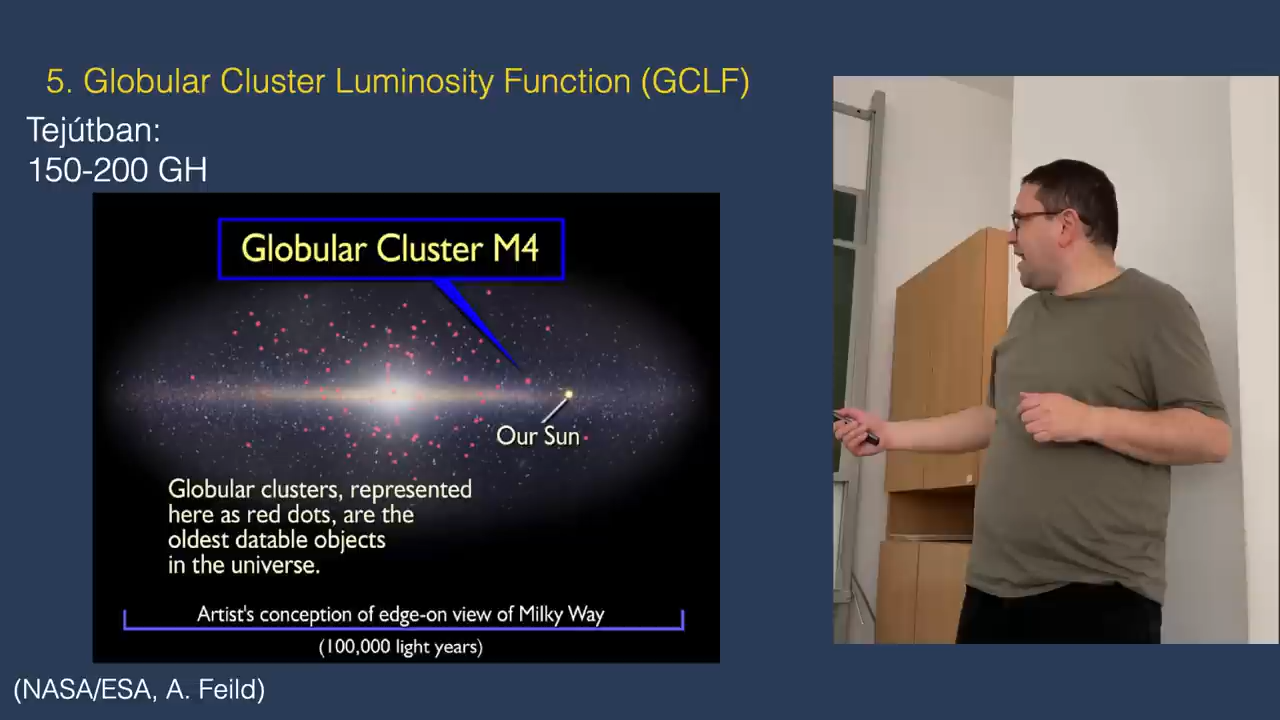 5. Globular Cluster Luminosity Function (GCLF)
Tejútban:
150-200 GH
Globular Cluster M4
Our Sun
Globular clusters, represented
here as red dots, are the
oldest datable objects
in the universe.
Artist's conception of edge-on view of Milky Way
(100,000 light years)
(NASA/ESA, A. Feild)